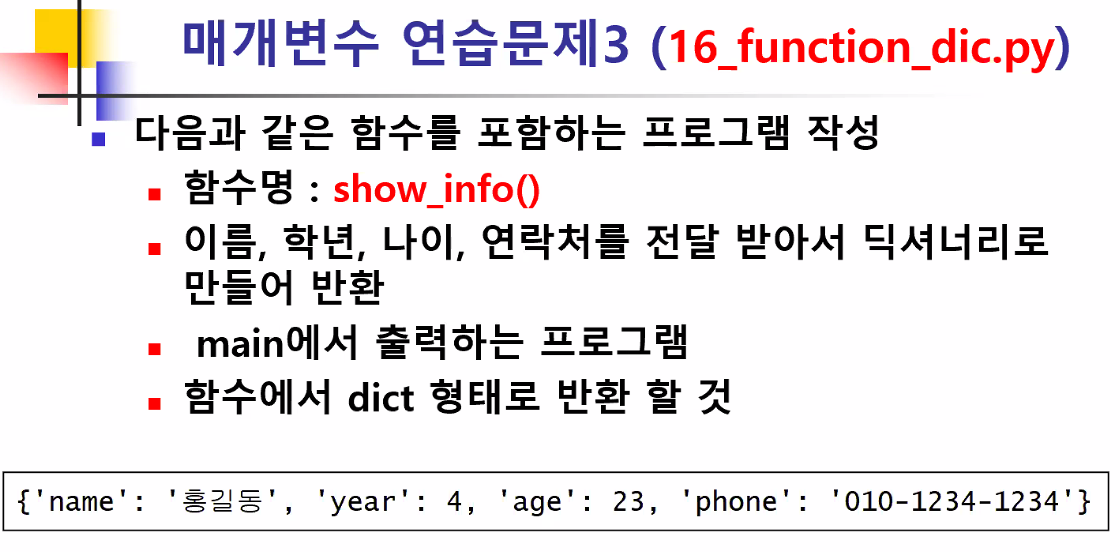 매개변수 연습문제3 (16_function_dic.py)
다음과 같은 함수를 포함하는 프로그램 작성
함수명 : show_info()
이름, 학년, 나이, 연락처를 전달 받아서 딕셔너리로
만들어 반환
main에서 출력하는 프로그램
함수에서 dict 형태로 반환 할 것
{'name': '홍길동', 'year': 4, 'age': 23, 'phone': '010-1234-1234'}